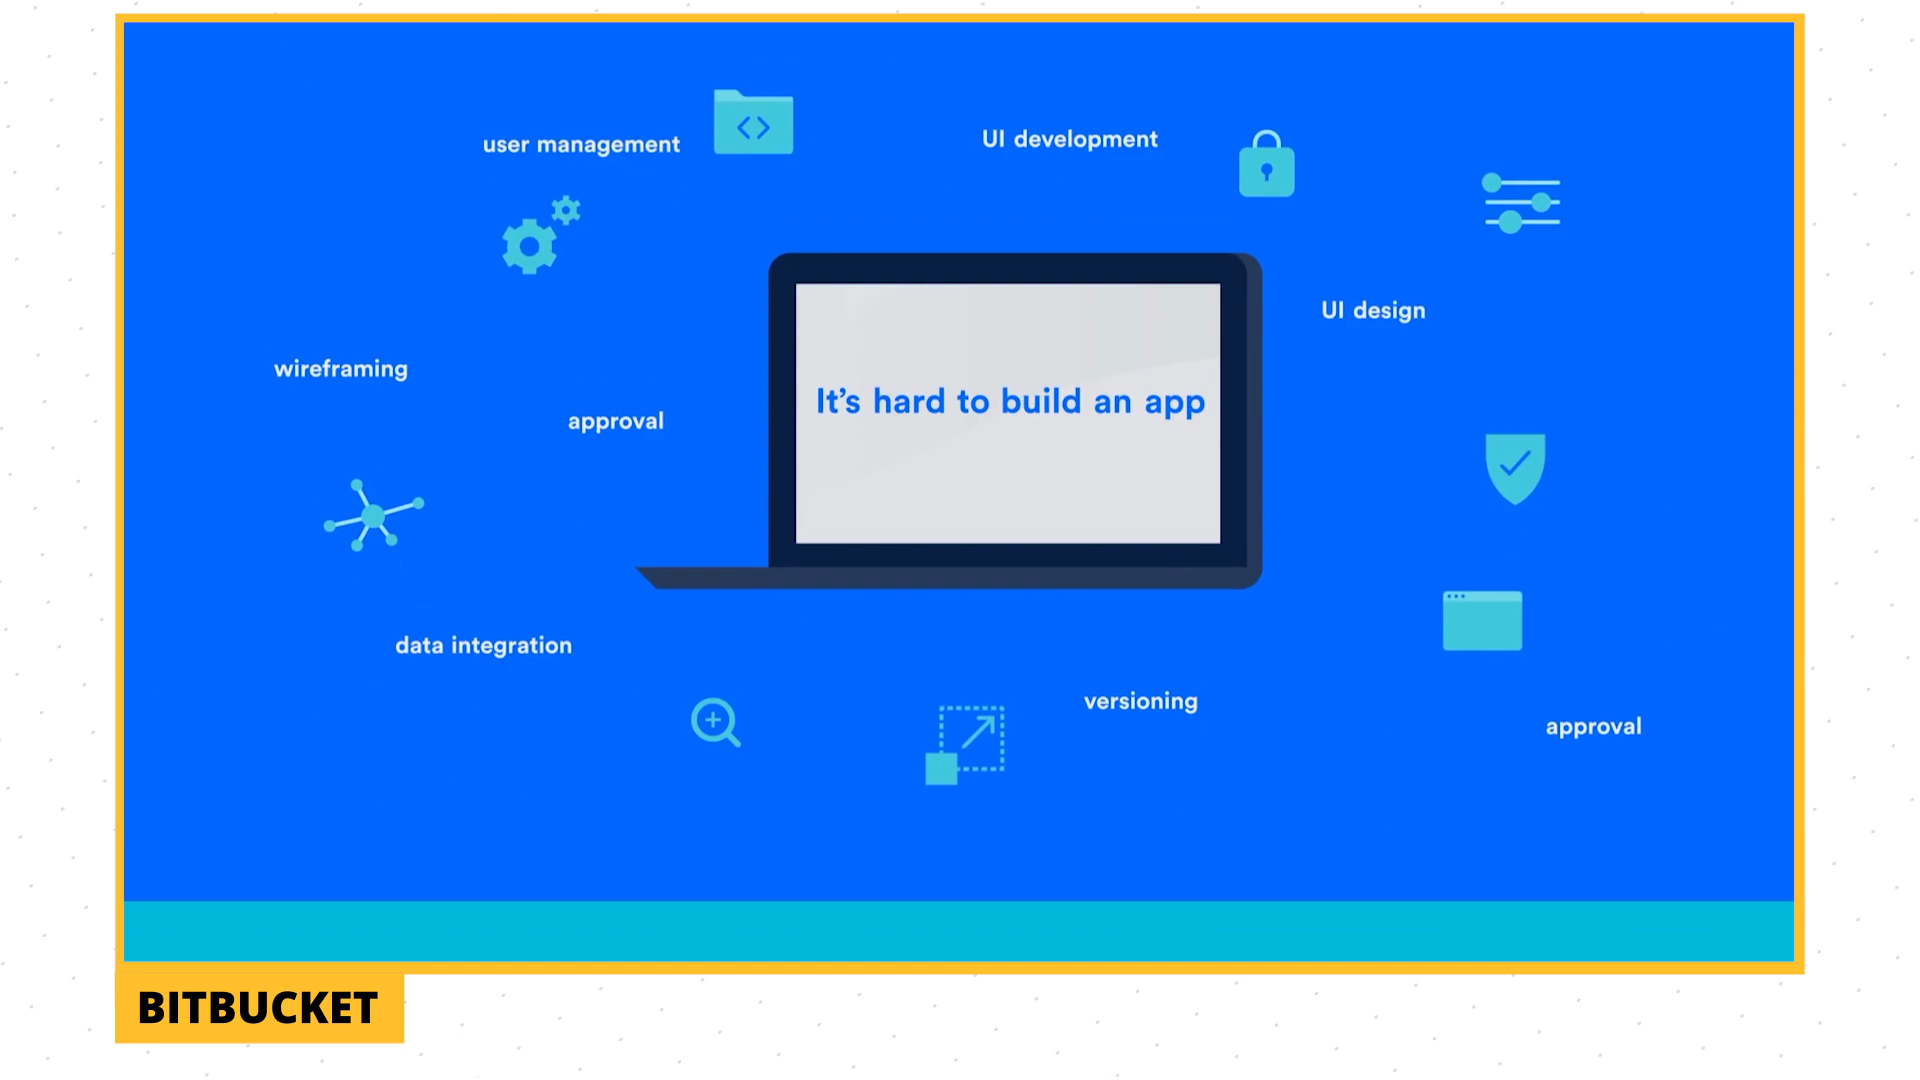 user management
UI development
UI design
wireframing
It’s hard to build an app
approval
data integration
versioning
approval
BITBUCKET